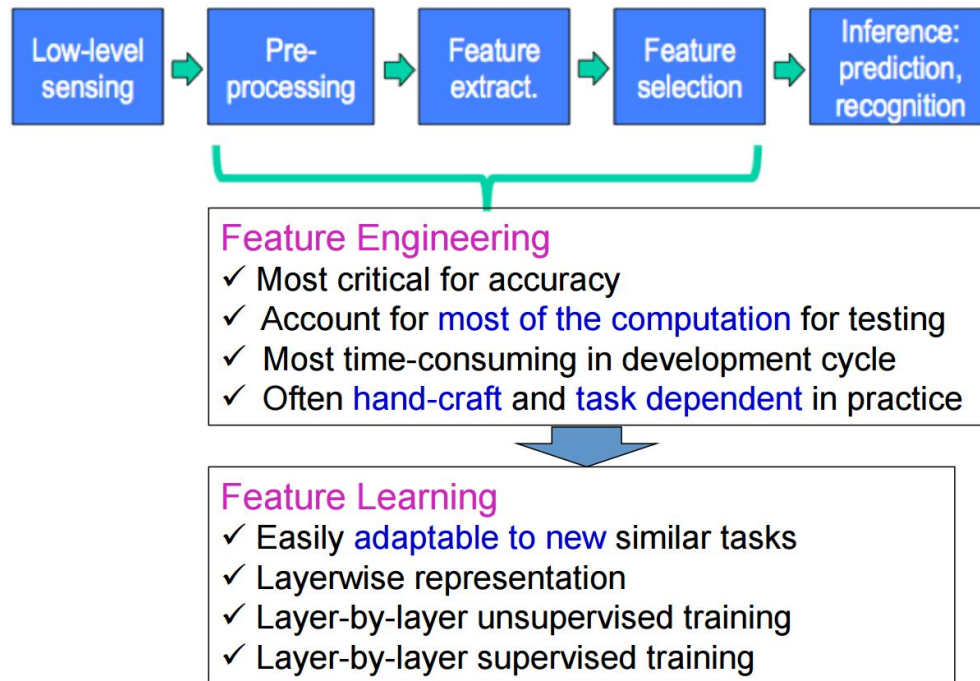 Low-level
sensing
Pre-
processing
Feature
extract.
Feature
selection
Inference:
prediction,
recognition
Feature Engineering
✓ Most critical for accuracy
✓ Account for most of the computation for testing
✓ Most time-consuming in development cycle
✓ Often hand-craft and task dependent in practice
Feature Learning
✓ Easily adaptable to new similar tasks
✓ Layerwise representation
✓ Layer-by-layer unsupervised training
✓ Layer-by-layer supervised training